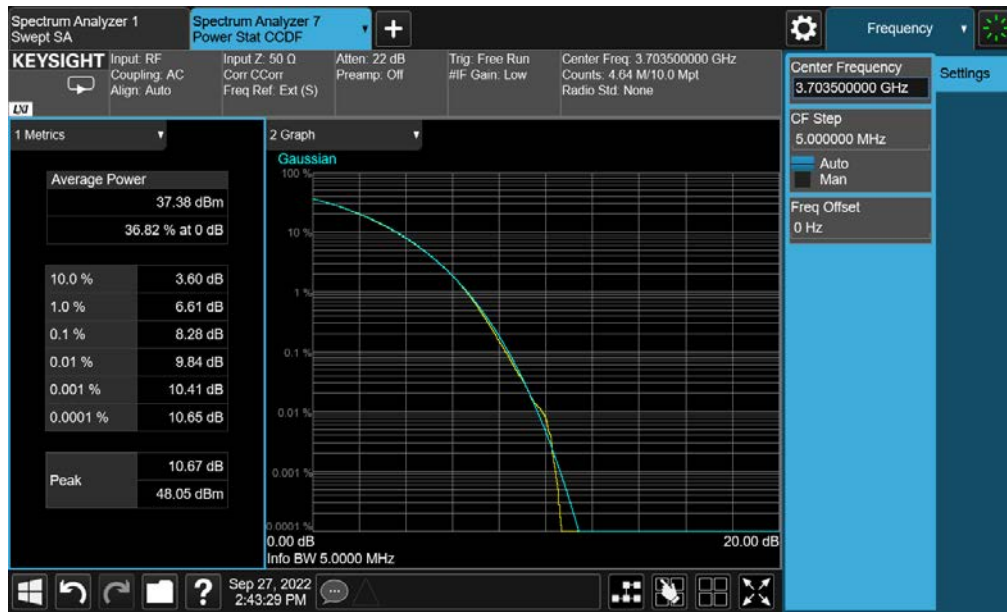 Spectrum Analyzer 1
Swept SA
Spectrum Analyzer 7
Power Stat CCDF
Frequency
KEYSIGHT
Input: RF
Coupling: AC
Align: Auto
Input Z: 50 Ω
Corr CCorr
Freq Ref: Ext (S)
Atten: 22 dB
Preamp: Off
Trig: Free Run
#IF Gain: Low
Center Freq: 3.703500000 GHz
Counts: 4.64 M/10.0 Mpt
Radio Std: None
LXI
Center Frequency
3.703500000 GHz
Settings
CF Step
5.000000 MHz
Auto
Man
Freq Offset
0 Hz
1 Metrics
Average Power
37.38 dBm
36.82 % at 0 dB
10.0 % 3.60 dB
1.0 % 6.61 dB
0.1 % 8.28 dB
0.01 % 9.84 dB
0.001 % 10.41 dB
0.0001 % 10.65 dB
Peak
10.67 dB
48.05 dBm
2 Graph
Gaussian
100 %
10 %
1 %
0.1 %
0.01 %
0.001 %
0.0001 %
0.00 dB 20.00 dB
Info BW 5.0000 MHz
?
Sep 27, 2022
2:43:29 PM